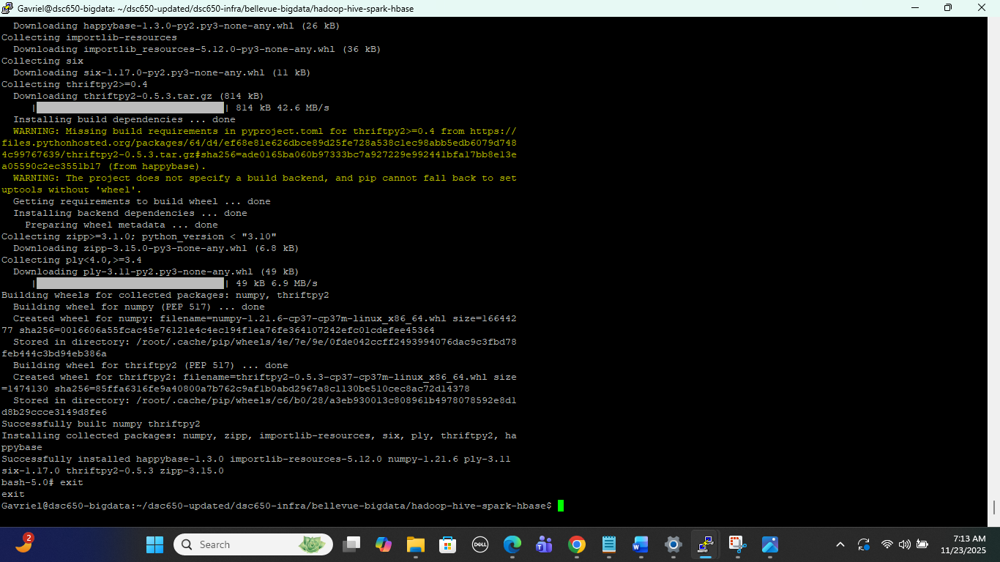 Gavriel@dsc650-bigdata: ~/dsc650-updated/dsc650-infra/bellevue-bigdata/hadoop-hive-spark-hbase
Downloading happybase-1.3.0-py2.py3-none-any.whl (26 kB)
Collecting importlib-resources
Downloading importlib_resources-5.12.0-py3-none-any.whl (36 kB)
Collecting six
Downloading six-1.17.0-py2.py3-none-any.whl (11 kB)
Collecting thriftpy2>=0.4
Downloading thriftpy2-0.5.3.tar.gz (814 kB)
| | 814 kB 42.6 MB/s
Installing build dependencies ... done
WARNING: Missing build requirements in pyproject.toml for thriftpy2>=0.4 from https://
files.pythonhosted.org/packages/64/d4/ef68e81e626dbce89d25fe728a538c1ec98abb5edb6079d748
4c99767639/thriftpy2-0.5.3.tar.gz#sha256=ade0165ba060b97333bc7a927229e992441bfa17bb8e13e
a05590c2ec3551b17 (from happybase).
WARNING: The project does not specify a build backend, and pip cannot fall back to set
uptools without 'wheel'.
Getting requirements to build wheel ... done
Installing backend dependencies ... done
Preparing wheel metadata ... done
Collecting zipp>=3.1.0; python_version < "3.10"
Downloading zipp-3.15.0-py3-none-any.whl (6.8 kB)
Collecting ply<4.0,>=3.4
Downloading ply-3.11-py2.py3-none-any.whl (49 kB)
| | 49 kB 6.9 MB/s
Building wheels for collected packages: numpy, thriftpy2
Building wheel for numpy (PEP 517) ... done
Created wheel for numpy: filename=numpy-1.21.6-cp37-cp37m-linux_x86_64.whl size=166442
77 sha256=0016606a55fcac45e76121e4c4ec194f1ea76fe364107242efc01cdefee45364
Stored in directory: /root/.cache/pip/wheels/4e/7e/9e/0fde042ccff2493994076dac9c3fbd78
feb444c3bd94eb386a
Building wheel for thriftpy2 (PEP 517) ... done
Created wheel for thriftpy2: filename=thriftpy2-0.5.3-cp37-cp37m-linux_x86_64.whl size
=1474130 sha256=85ffa6316fe9a40800a7b762c9af1b0abd2967a8c1130be510cec8ac72d14378
Stored in directory: /root/.cache/pip/wheels/c6/b0/28/a3eb930013c808961b4978078592e8d1
d8b29ccce3149d8fe6
Successfully built numpy thriftpy2
Installing collected packages: numpy, zipp, importlib-resources, six, ply, thriftpy2, ha
ppybase
Successfully installed happybase-1.3.0 importlib-resources-5.12.0 numpy-1.21.6 ply-3.11
six-1.17.0 thriftpy2-0.5.3 zipp-3.15.0
bash-5.0# exit
exit
Gavriel@dsc650-bigdata:~/dsc650-updated/dsc650-infra/bellevue-bigdata/hadoop-hive-spark-hbase$
2
Search
DELL
7:13 AM
11/23/2025